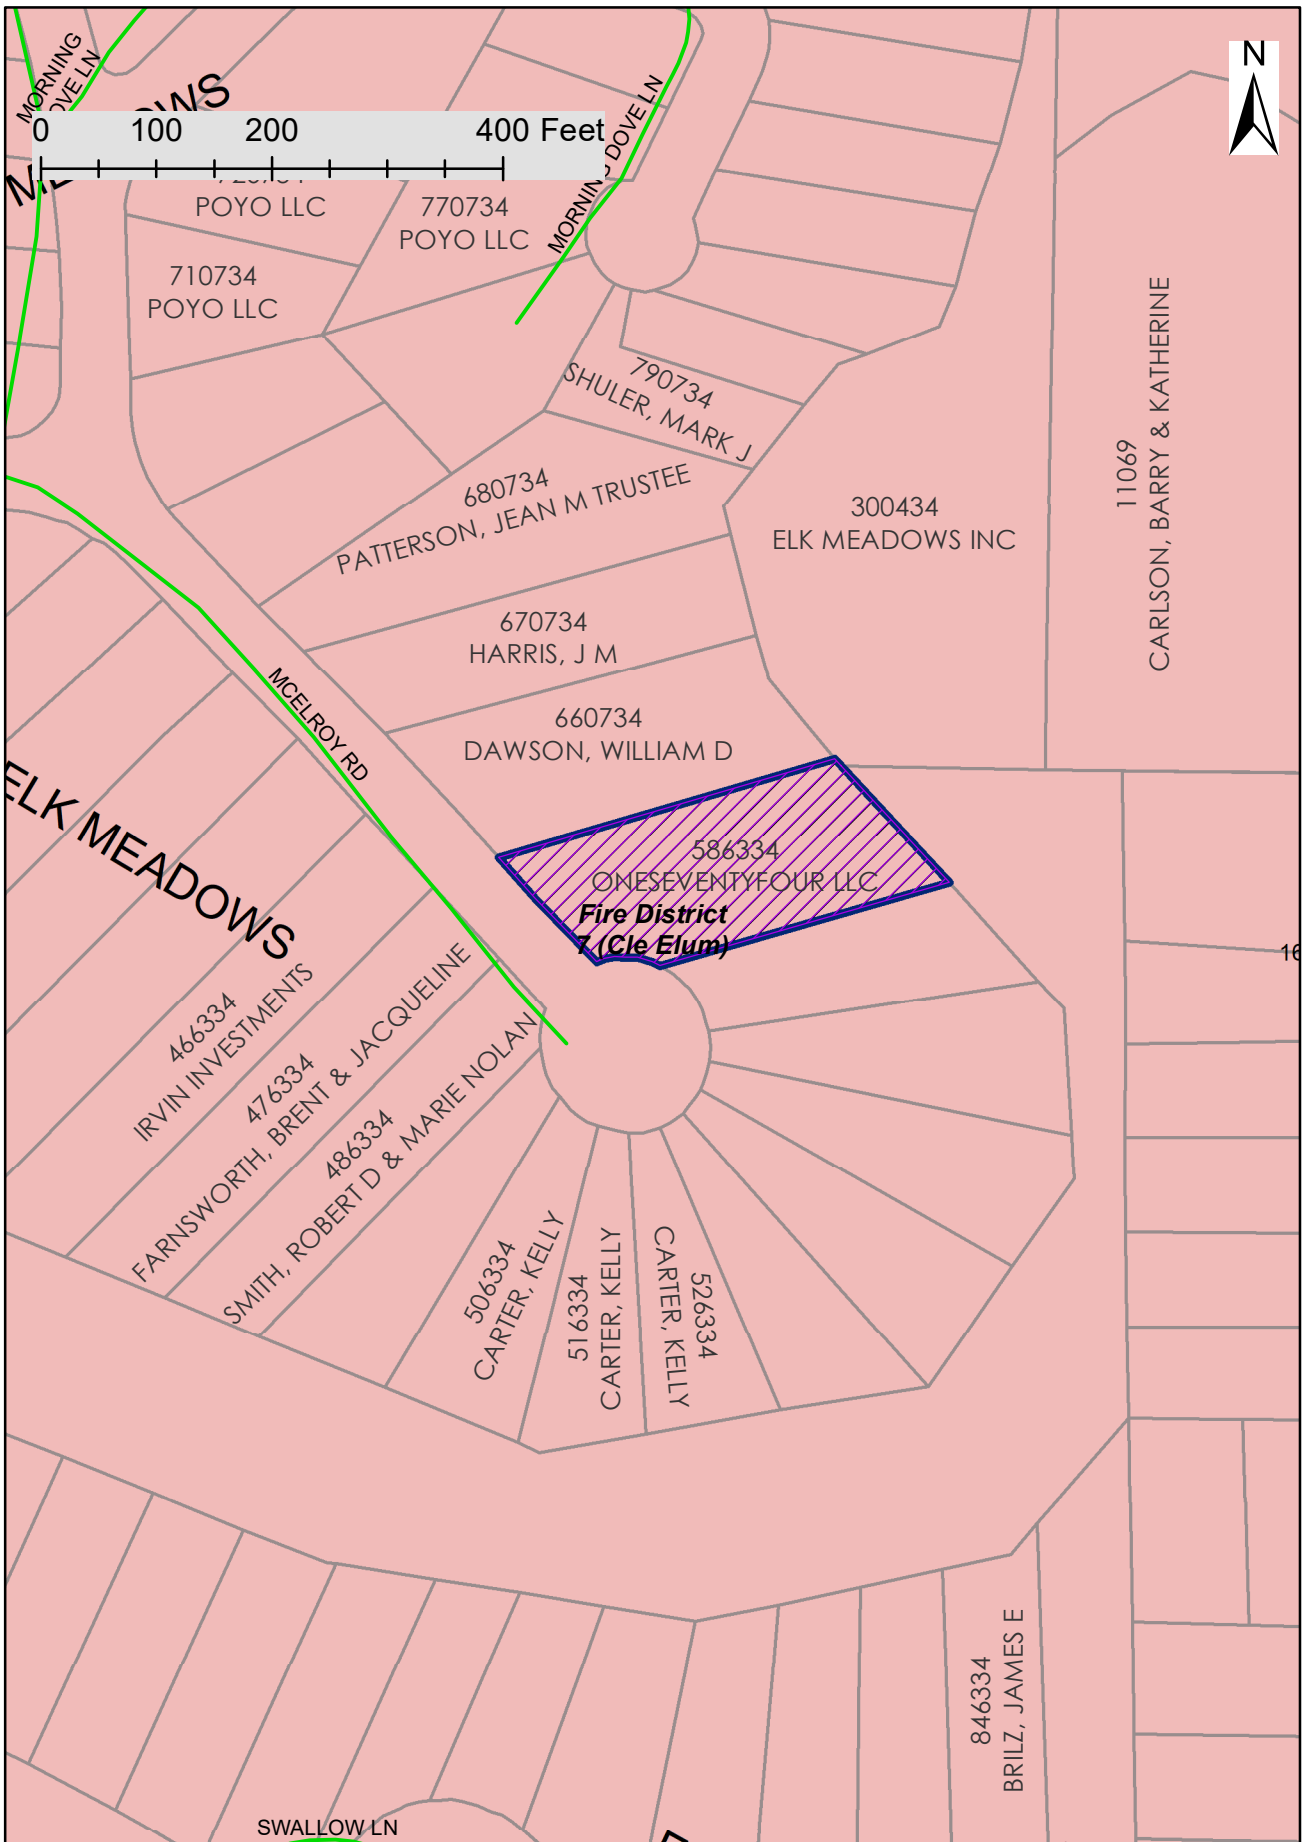 N
MORNING
DOVE LN
MEADOWS
0 100 200 400 Feet
MORNING DOVE LN
POYO LLC
770734
POYO LLC
710734
POYO LLC
790734
SHULER, MARK J
11069
CARLSON, BARRY & KATHERINE
680734
PATTERSON, JEAN M TRUSTEE
300434
ELK MEADOWS INC
670734
HARRIS, J M
MCELROY RD
660734
DAWSON, WILLIAM D
ELK MEADOWS
586334
ONESEVENTYFOUR LLC
Fire District
7 (Cle Elum)
16
466334
IRVIN INVESTMENTS
476334
FARNSWORTH, BRENT & JACQUELINE
486334
SMITH, ROBERT D & MARIE NOLAN
506334
CARTER, KELLY
516334
CARTER, KELLY
526334
CARTER, KELLY
846334
BRILZ, JAMES E
SWALLOW LN